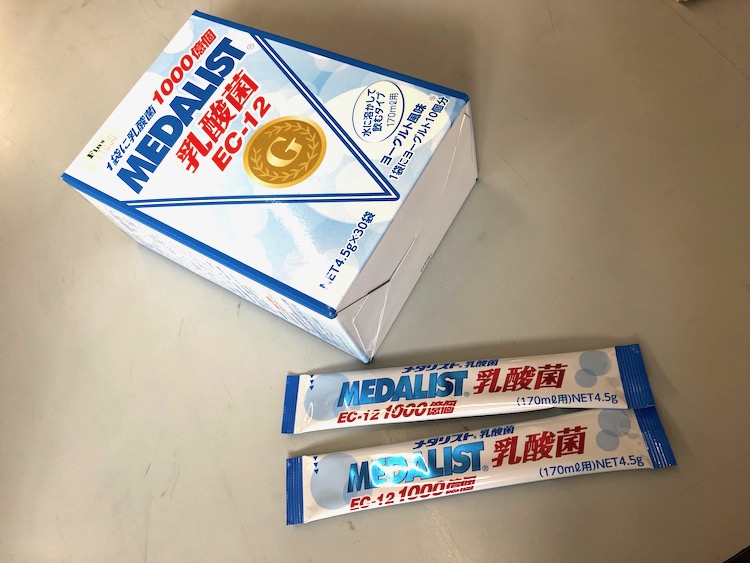 1袋に乳酸菌1000億個
MEDALIST®
乳酸菌
EC-12
G
水に溶かして
飲むタイプ
170mℓ用
ヨーグルト風味
1袋にヨーグルト10個分
NET4.5g×30袋
メダリスト® 乳酸菌
MEDALIST®乳酸菌
EC-12 1000億個
(170mℓ用)NET4.5g
メダリスト® 乳酸菌
MEDALIST®乳酸菌
EC-12 1000億個
(170mℓ用)NET4.5g